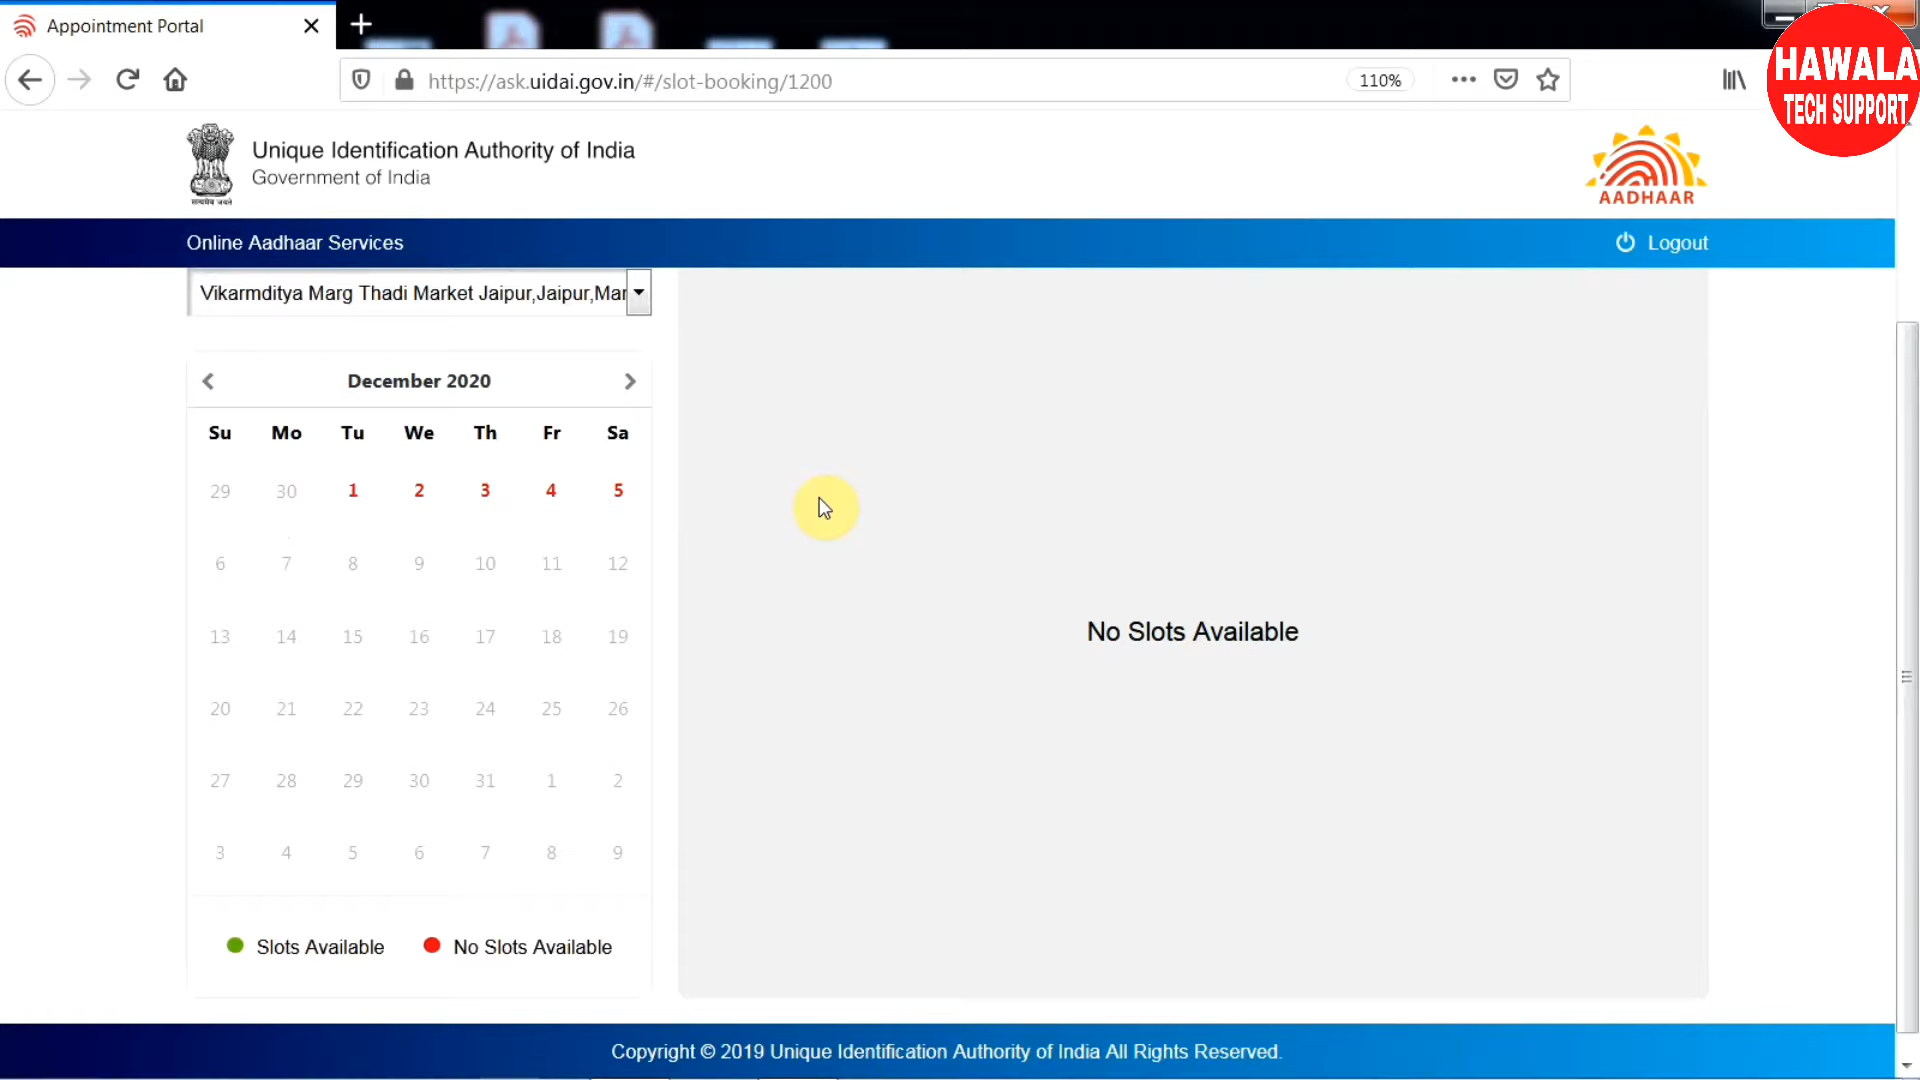 Appointment Portal
https://ask.uidai.gov.in/#/slot-booking/1200
110%
HAWALA
TECH SUPPORT
Unique Identification Authority of India
Government of India
सत्यमेव जयते
AADHAAR
Online Aadhaar Services
Logout
Vikarmditya Marg Thadi Market Jaipur,Jaipur,Mar
December 2020
Su Mo Tu We Th Fr Sa
29 30 1 2 3 4 5
6 7 8 9 10 11 12
13 14 15 16 17 18 19
20 21 22 23 24 25 26
27 28 29 30 31 1 2
3 4 5 6 7 8 9
Slots Available
No Slots Available
No Slots Available
Copyright © 2019 Unique Identification Authority of India All Rights Reserved.